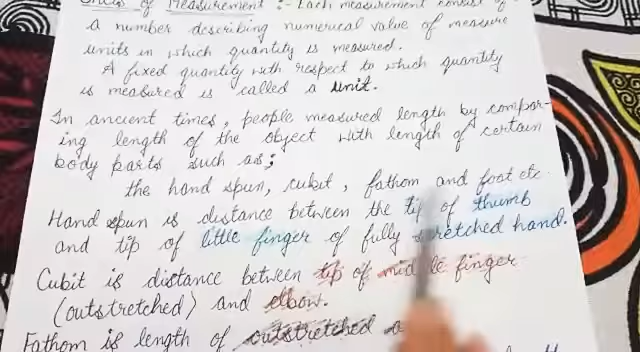 Units of Measurement :- Each measurement consist of
a number describing numerical value of measure
units in which quantity is measured.
A fixed quantity with respect to which quantity
is measured is called a unit.
In ancient times, people measured length by compar-
ing length of the object with length of certain
body parts such as;
the hand spun, cubit, fathom and foot etc.
Hand spun is distance between the tip of thumb
and tip of little finger of fully stretched hand.
Cubit is distance between tip of middle finger
(outstretched) and elbow.
Fathom is length of outstretched